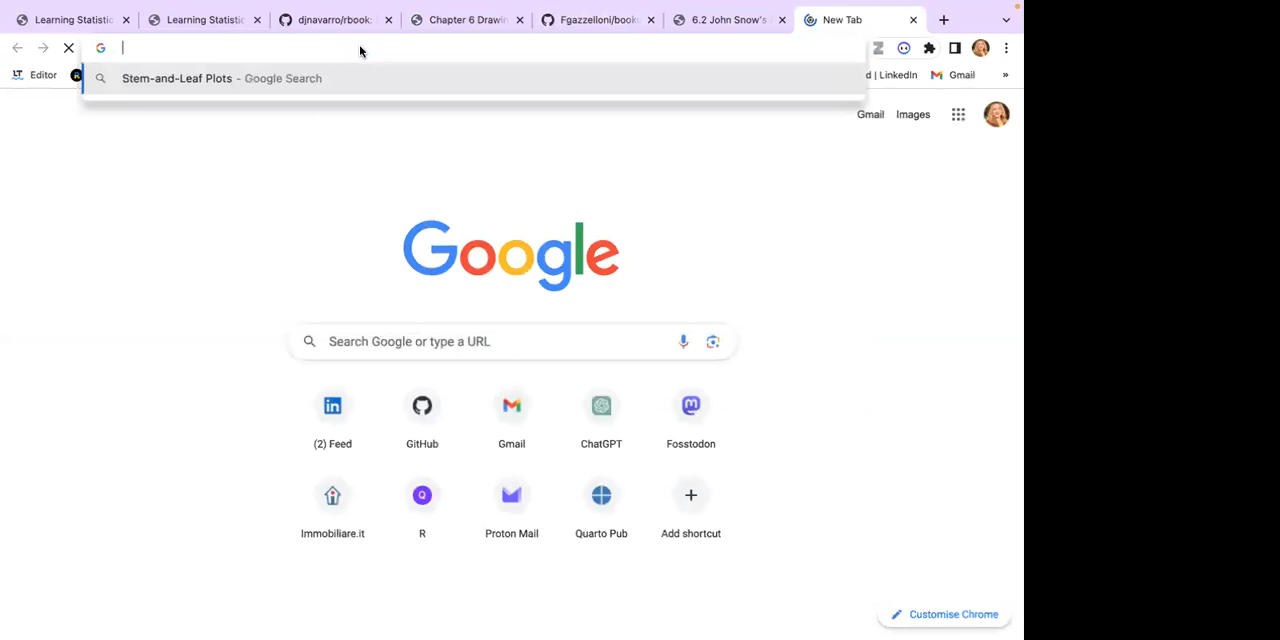 Learning Statistic
Learning Statistic
djnavarro/rbook:
Chapter 6 Drawin
Fgazzelloni/book
6.2 John Snow's
New Tab
Stem-and-Leaf Plots - Google Search
LT Editor
d | LinkedIn
Gmail
»
Gmail
Images
Google
Search Google or type a URL
(2) Feed
GitHub
Gmail
ChatGPT
Fosstodon
Immobiliare.it
R
Proton Mail
Quarto Pub
Add shortcut
Customise Chrome